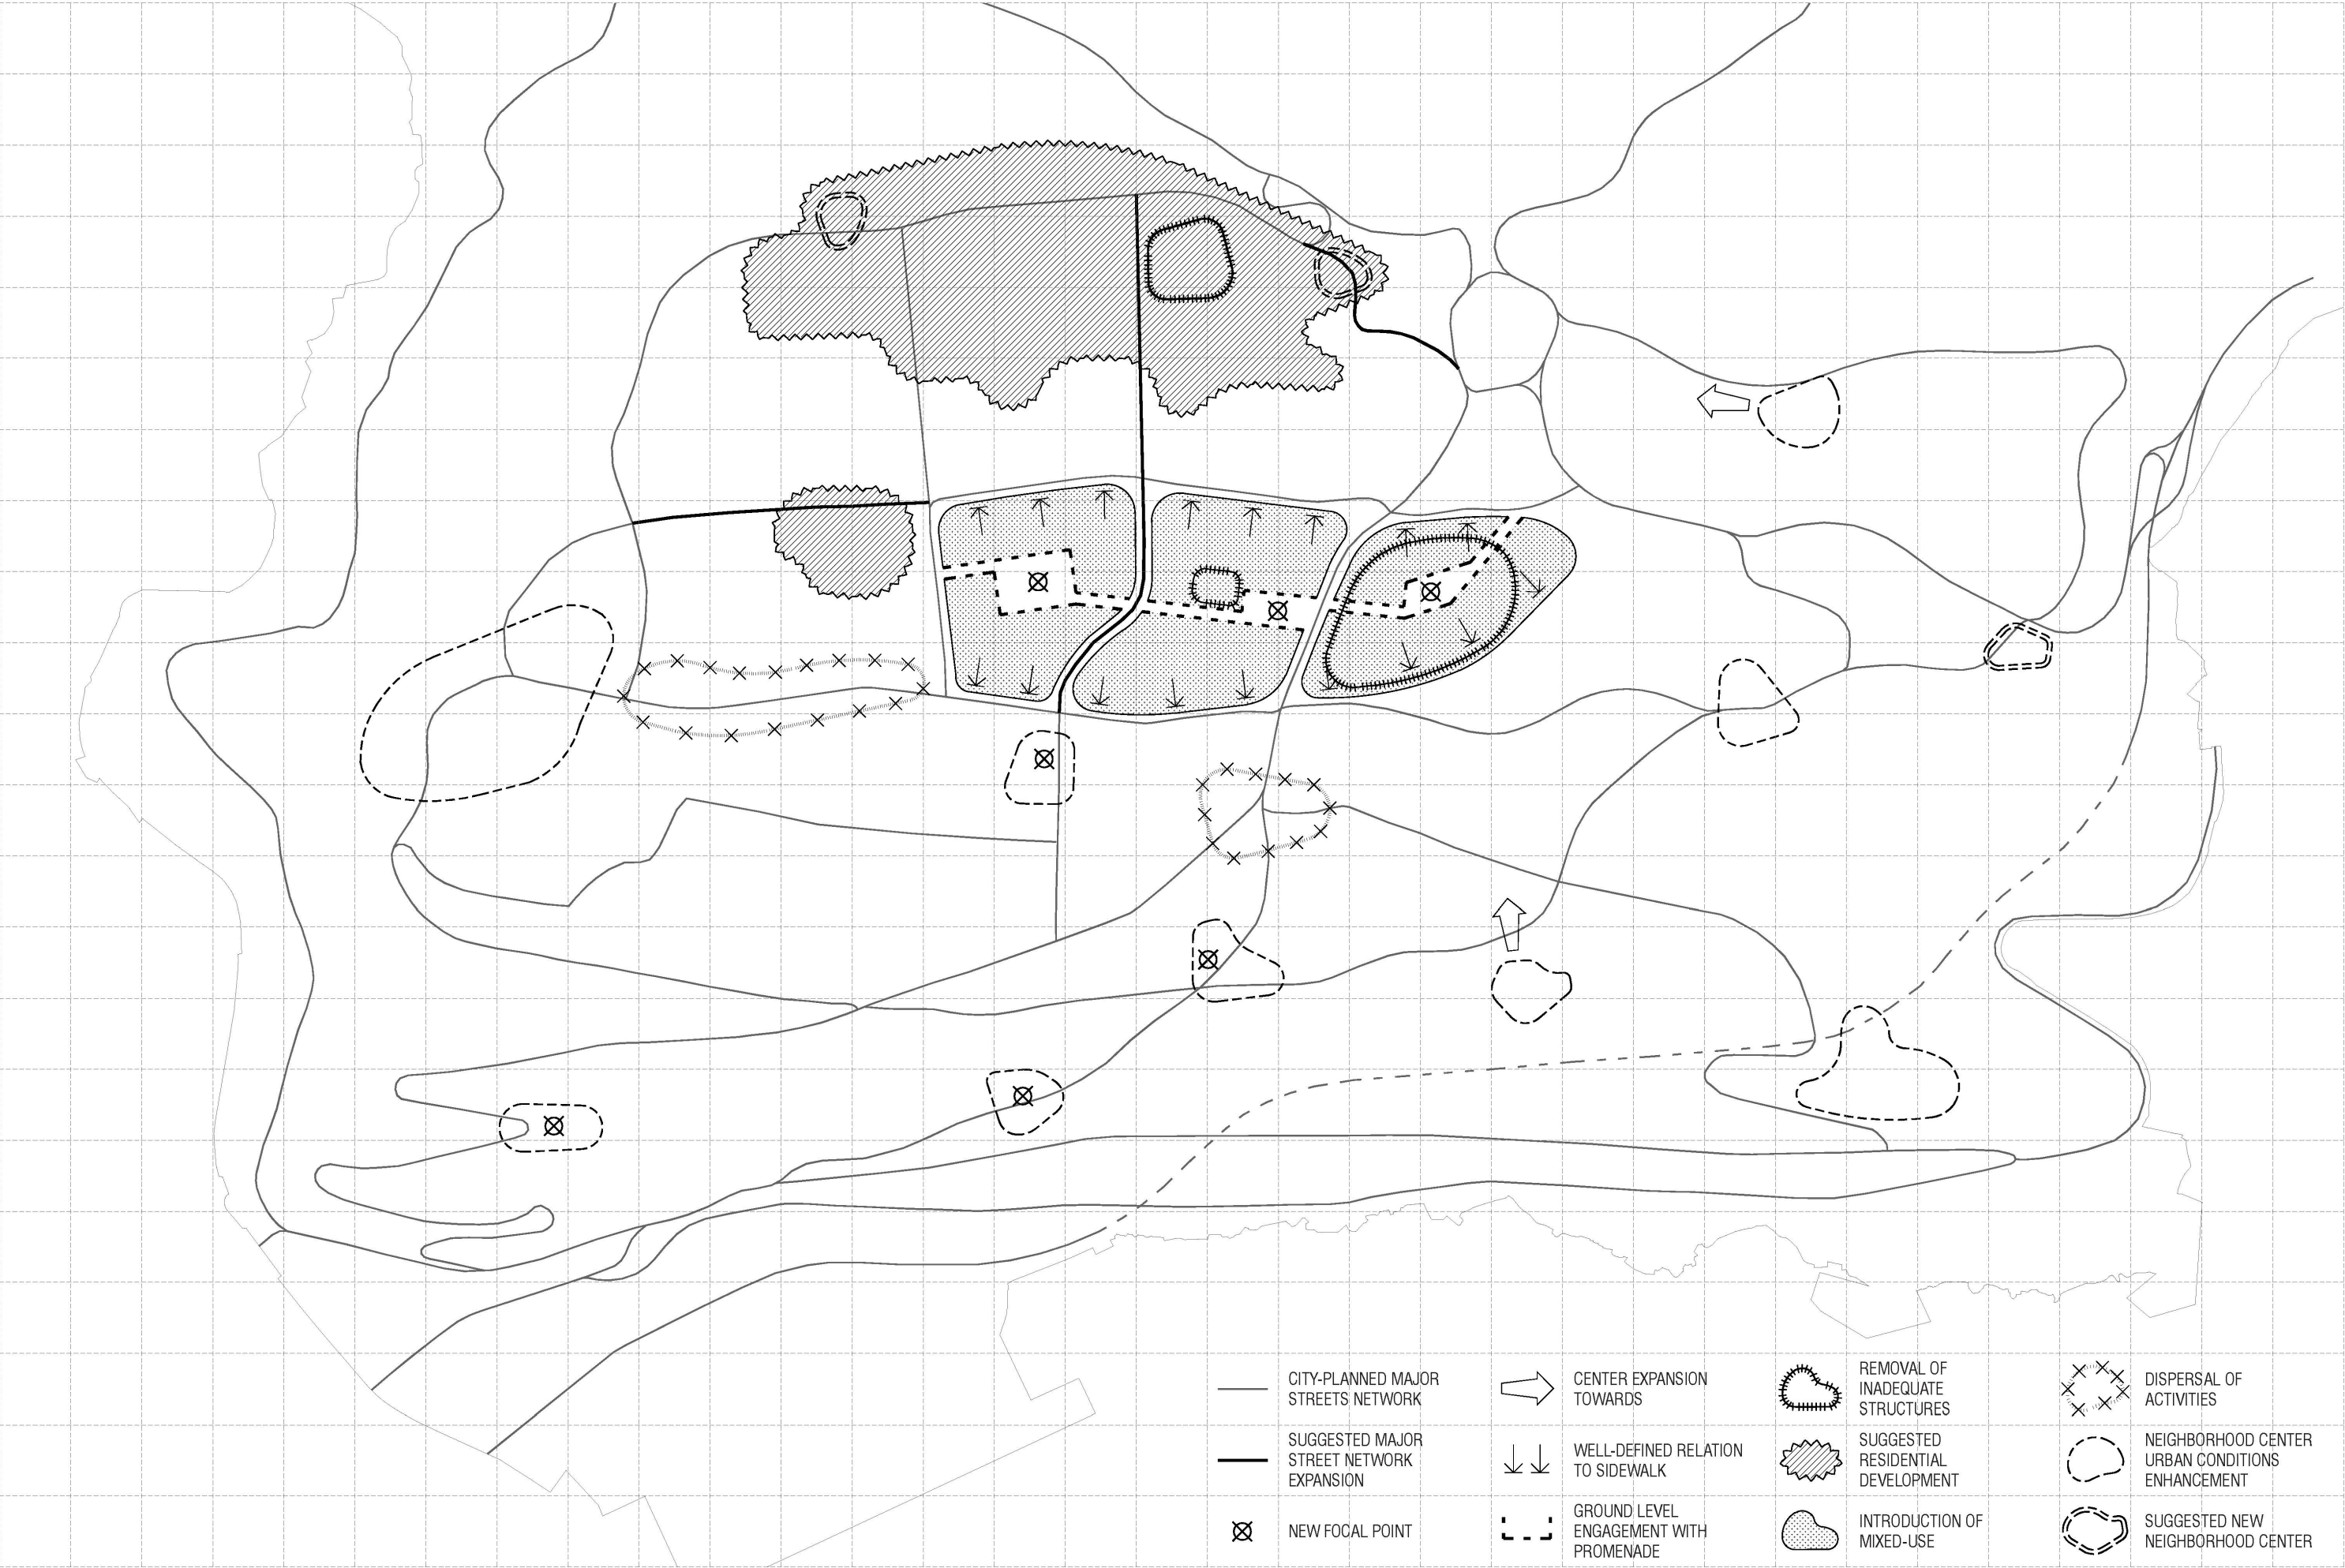 CITY-PLANNED MAJOR
STREETS NETWORK
SUGGESTED MAJOR
STREET NETWORK
EXPANSION
NEW FOCAL POINT
CENTER EXPANSION
TOWARDS
WELL-DEFINED RELATION
TO SIDEWALK
GROUND LEVEL
ENGAGEMENT WITH
PROMENADE
REMOVAL OF
INADEQUATE
STRUCTURES
SUGGESTED
RESIDENTIAL
DEVELOPMENT
INTRODUCTION OF
MIXED-USE
DISPERSAL OF
ACTIVITIES
NEIGHBORHOOD CENTER
URBAN CONDITIONS
ENHANCEMENT
SUGGESTED NEW
NEIGHBORHOOD CENTER